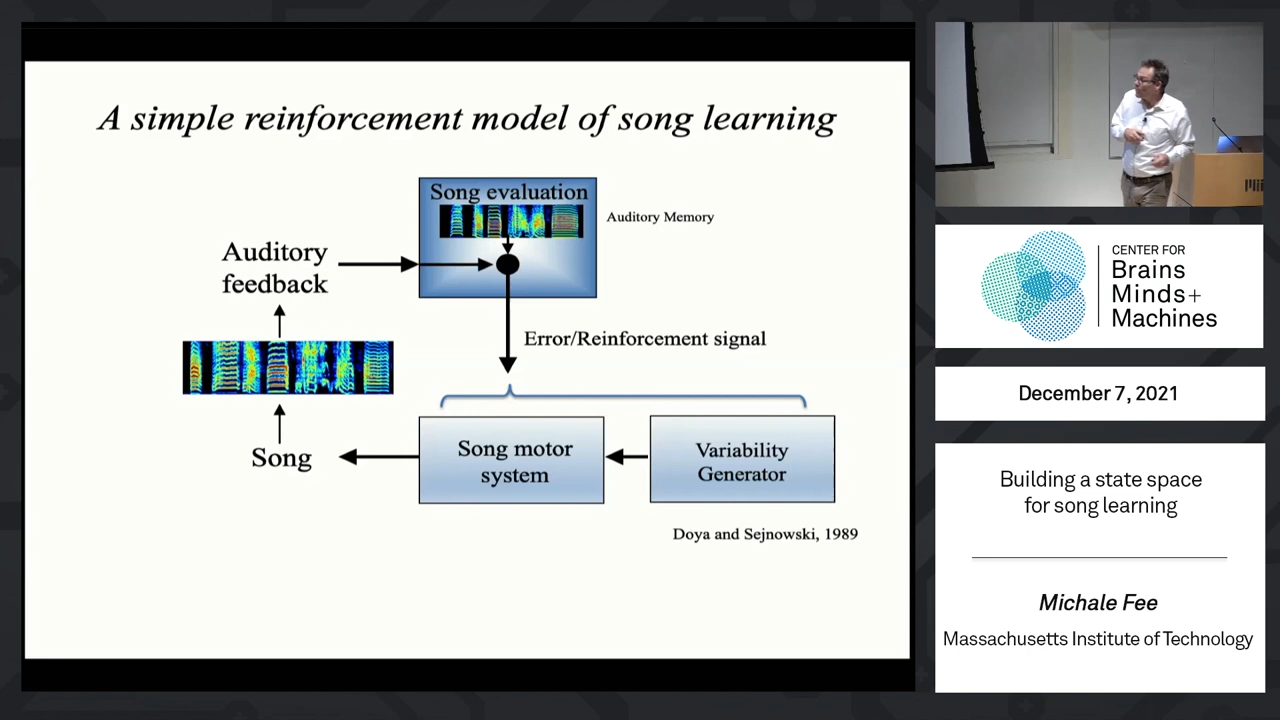 A simple reinforcement model of song learning
Song evaluation
Auditory Memory
Auditory
feedback
Error/Reinforcement signal
Song motor
system
Variability
Generator
Song
Doya and Sejnowski, 1989
MiT
CENTER FOR
Brains
Minds+
Machines
December 7, 2021
Building a state space
for song learning
Michale Fee
Massachusetts Institute of Technology